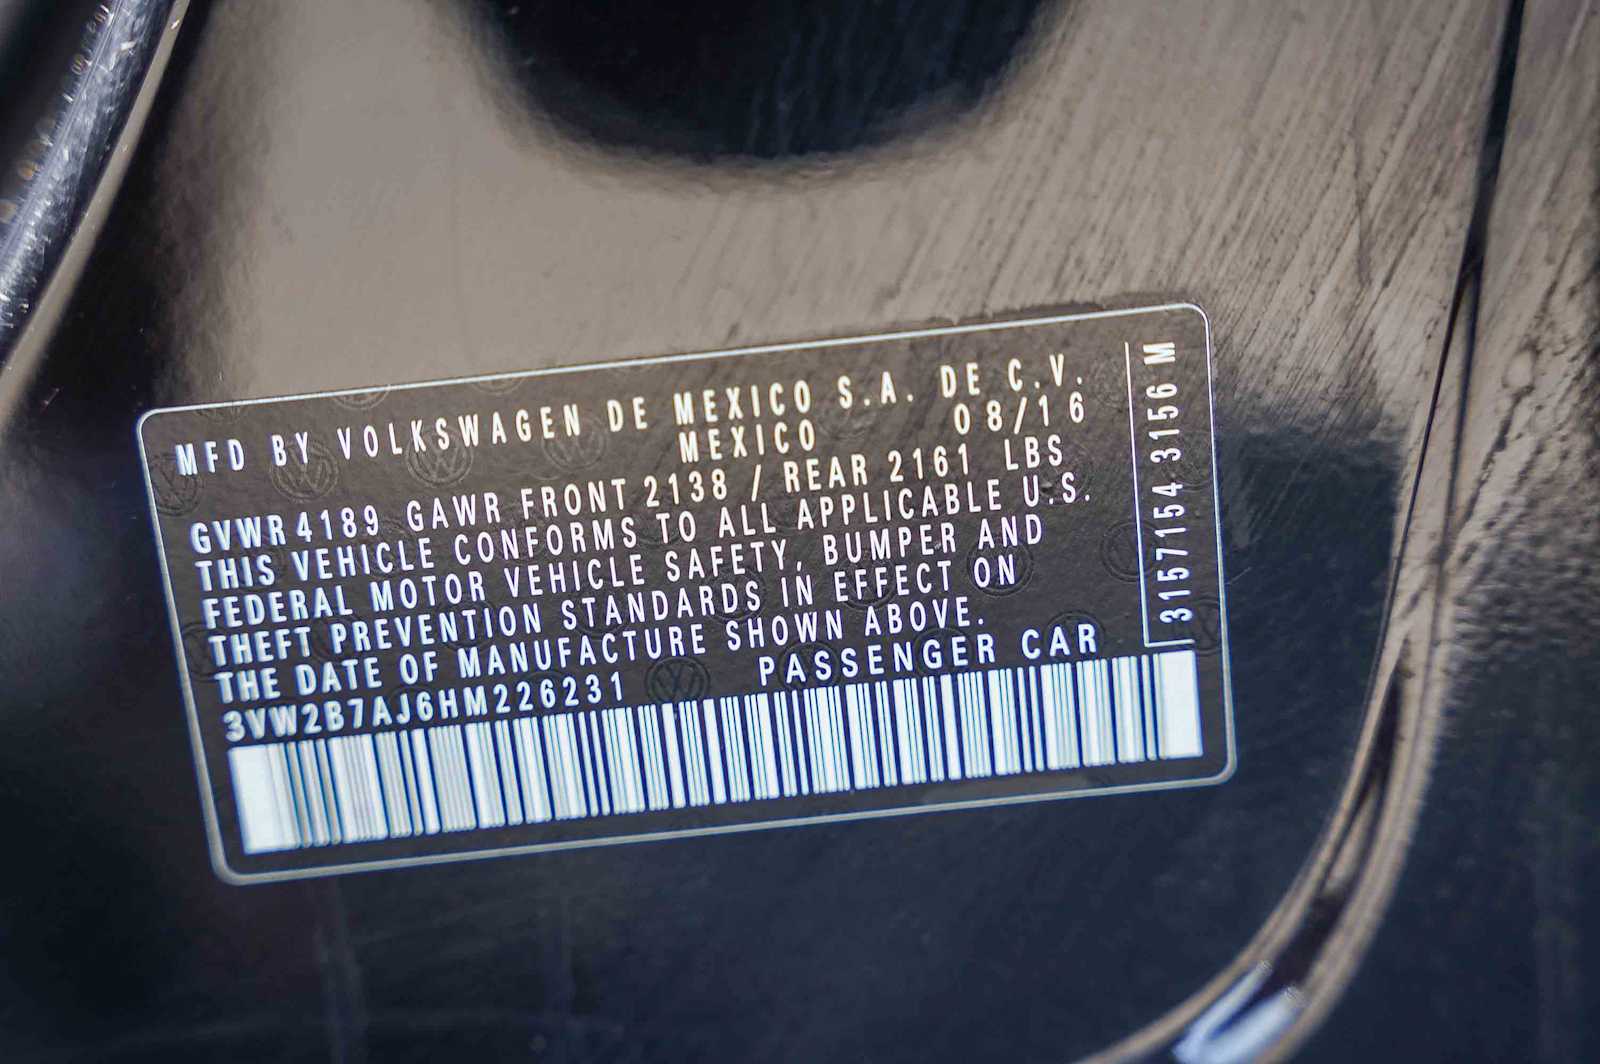 MFD BY VOLKSWAGEN DE MEXICO S.A. DE C.V.
MEXICO 08/16
GVWR 4189 GAWR FRONT 2138 / REAR 2161 LBS
THIS VEHICLE CONFORMS TO ALL APPLICABLE U.S.
FEDERAL MOTOR VEHICLE SAFETY, BUMPER AND
THEFT PREVENTION STANDARDS IN EFFECT ON
THE DATE OF MANUFACTURE SHOWN ABOVE.
3VW2B7AJ6HM226231 PASSENGER CAR
3157154 3156 M